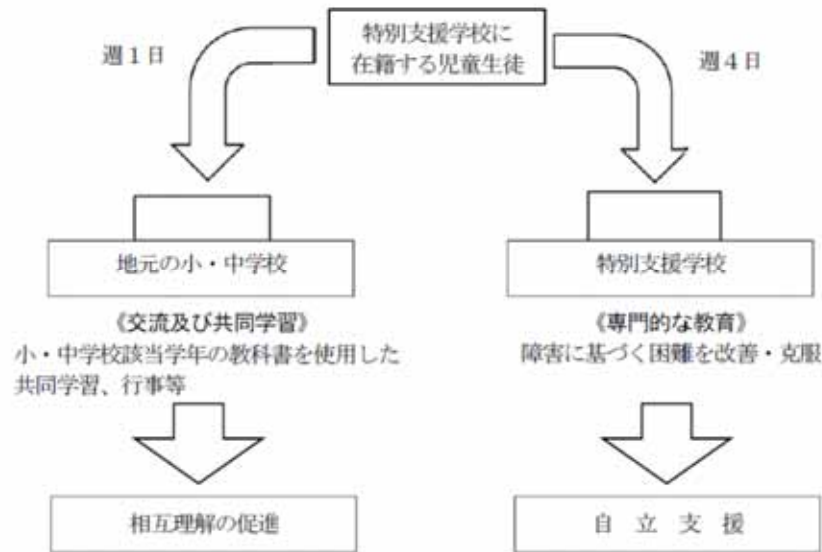 特別支援学校に
在籍する児童生徒
週1日
週4日
地元の小・中学校
特別支援学校
《交流及び共同学習》
小・中学校該当学年の教科書を使用した
共同学習、行事等
《専門的な教育》
障害に基づく困難を改善・克服
相互理解の促進
自立支援